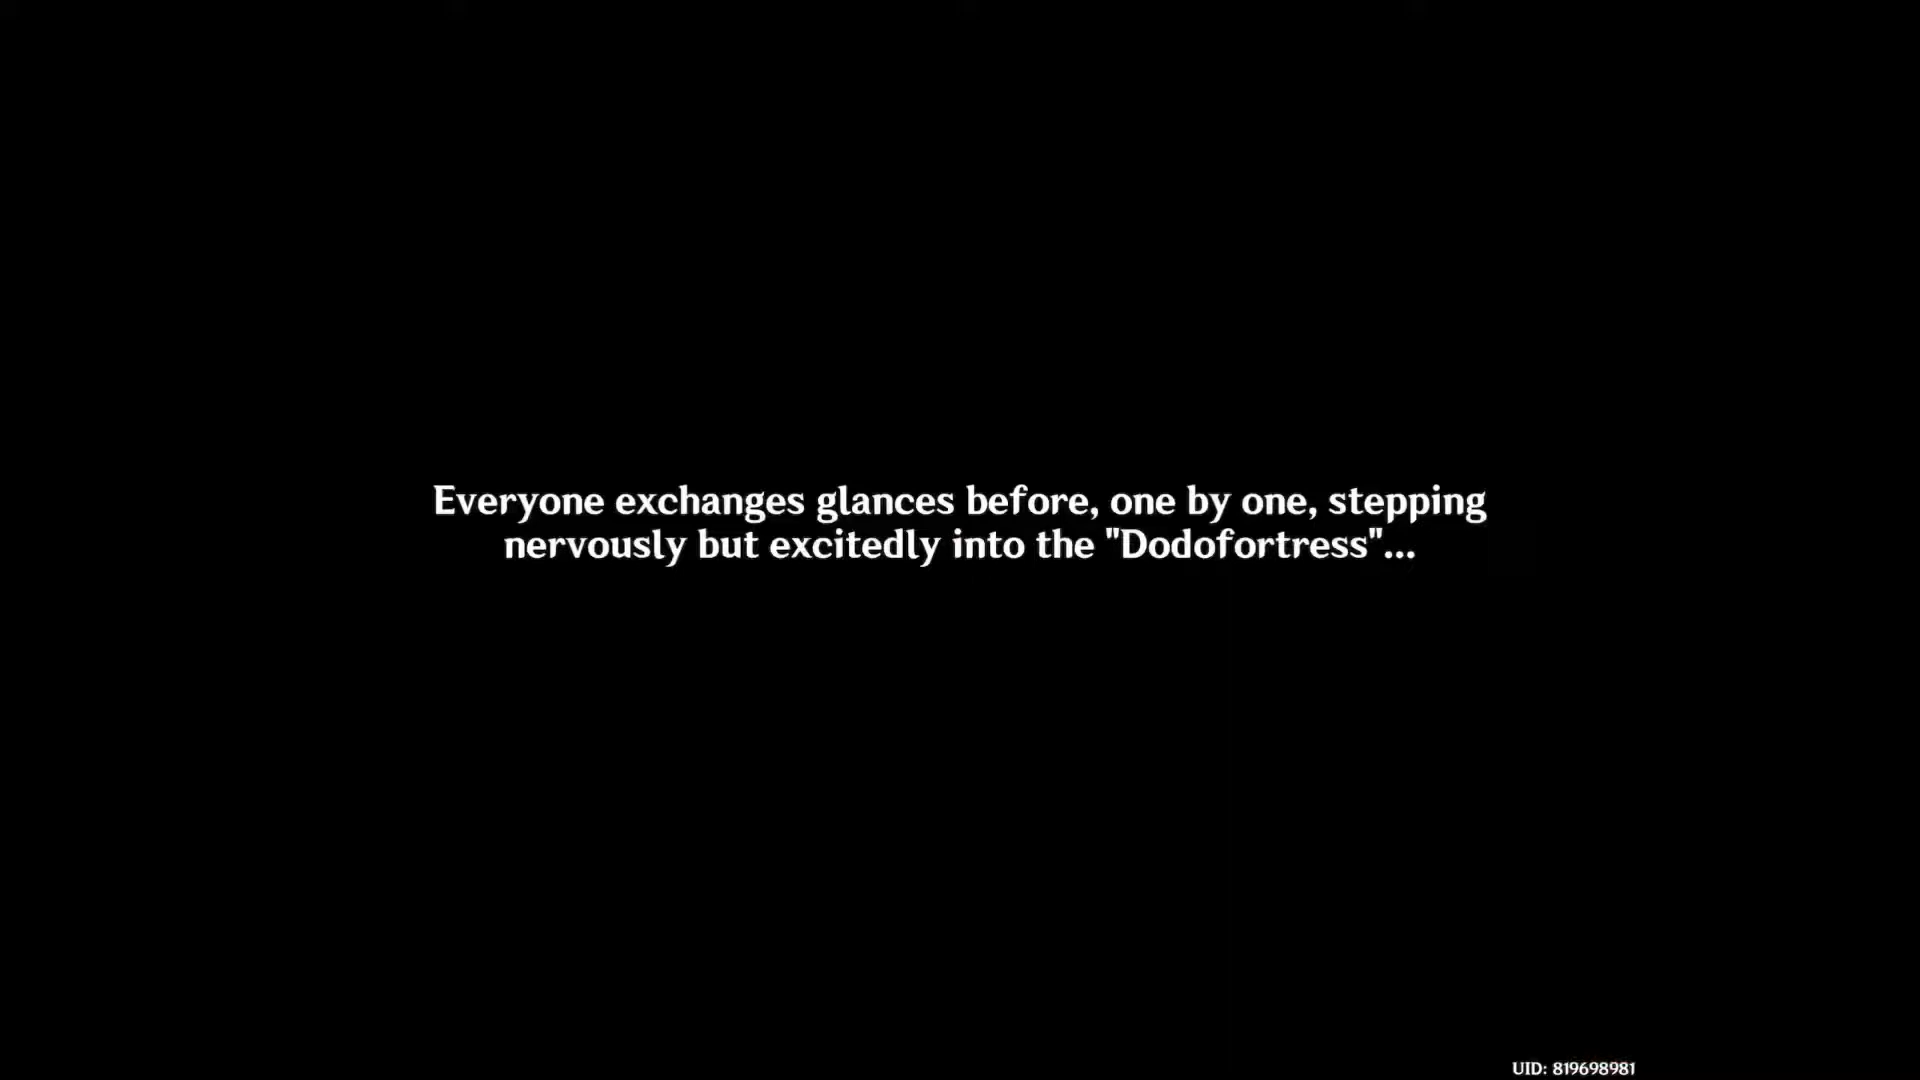 Everyone exchanges glances before, one by one, stepping
nervously but excitedly into the "Dodofortress"...
UID: 819698981